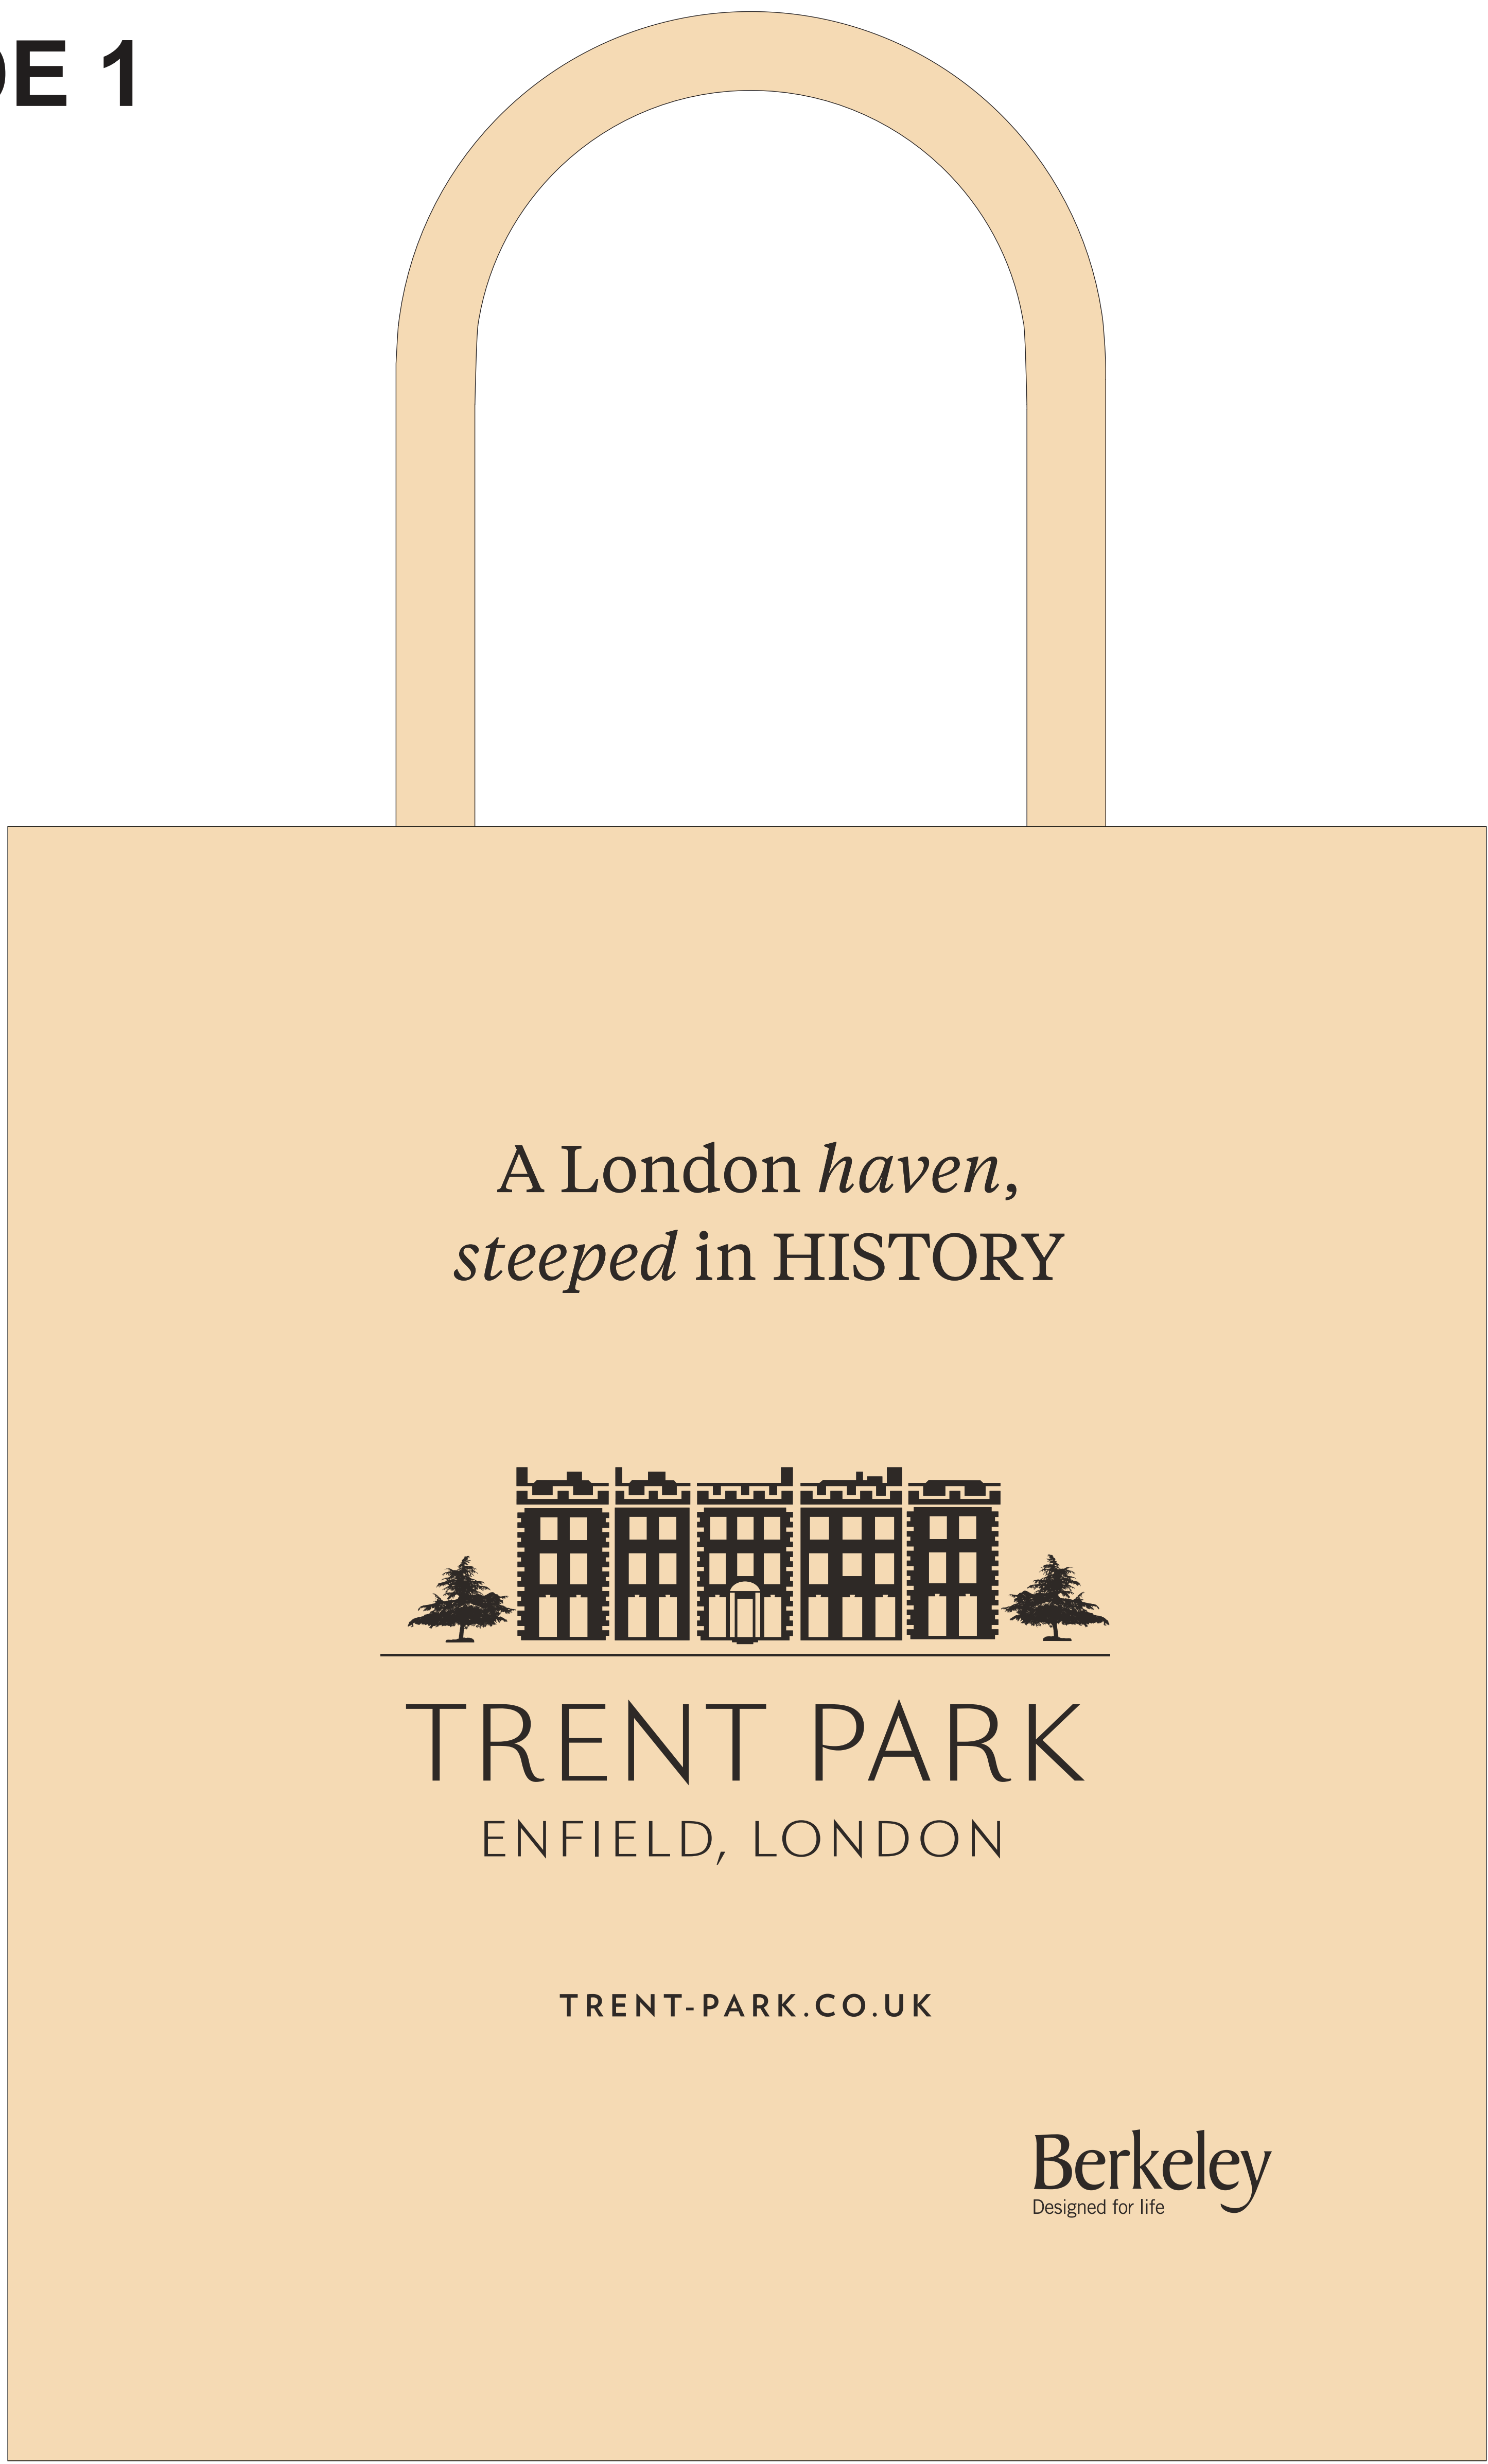 DE 1
A London haven,
steeped in HISTORY
TRENT PARK
ENFIELD, LONDON
TRENT-PARK.CO.UK
Berkeley
Designed for life